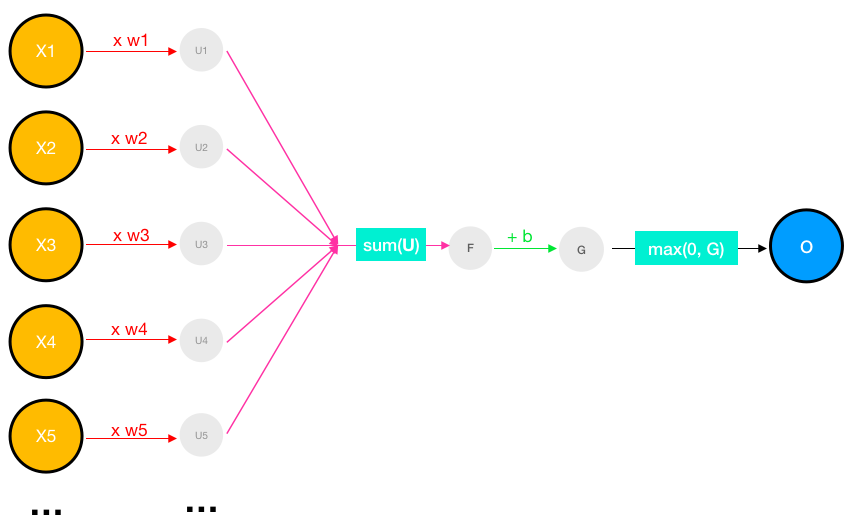 X1 x w1 U1
X2 x w2 U2
X3 x w3 U3
sum(U) F + b G max(0, G) O
X4 x w4 U4
X5 x w5 U5
... ...